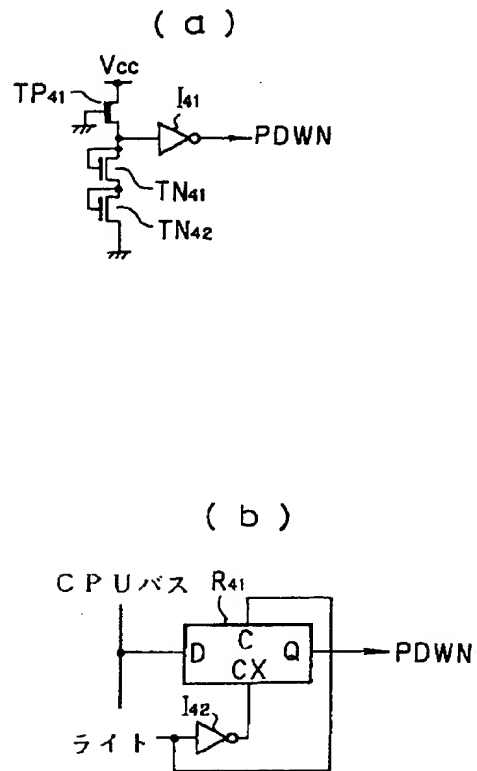 (a)
Vcc
TP41
I41
PDWN
TN41
TN42
(b)
CPUバス
R41
D
C
Q
CX
PDWN
I42
ライト